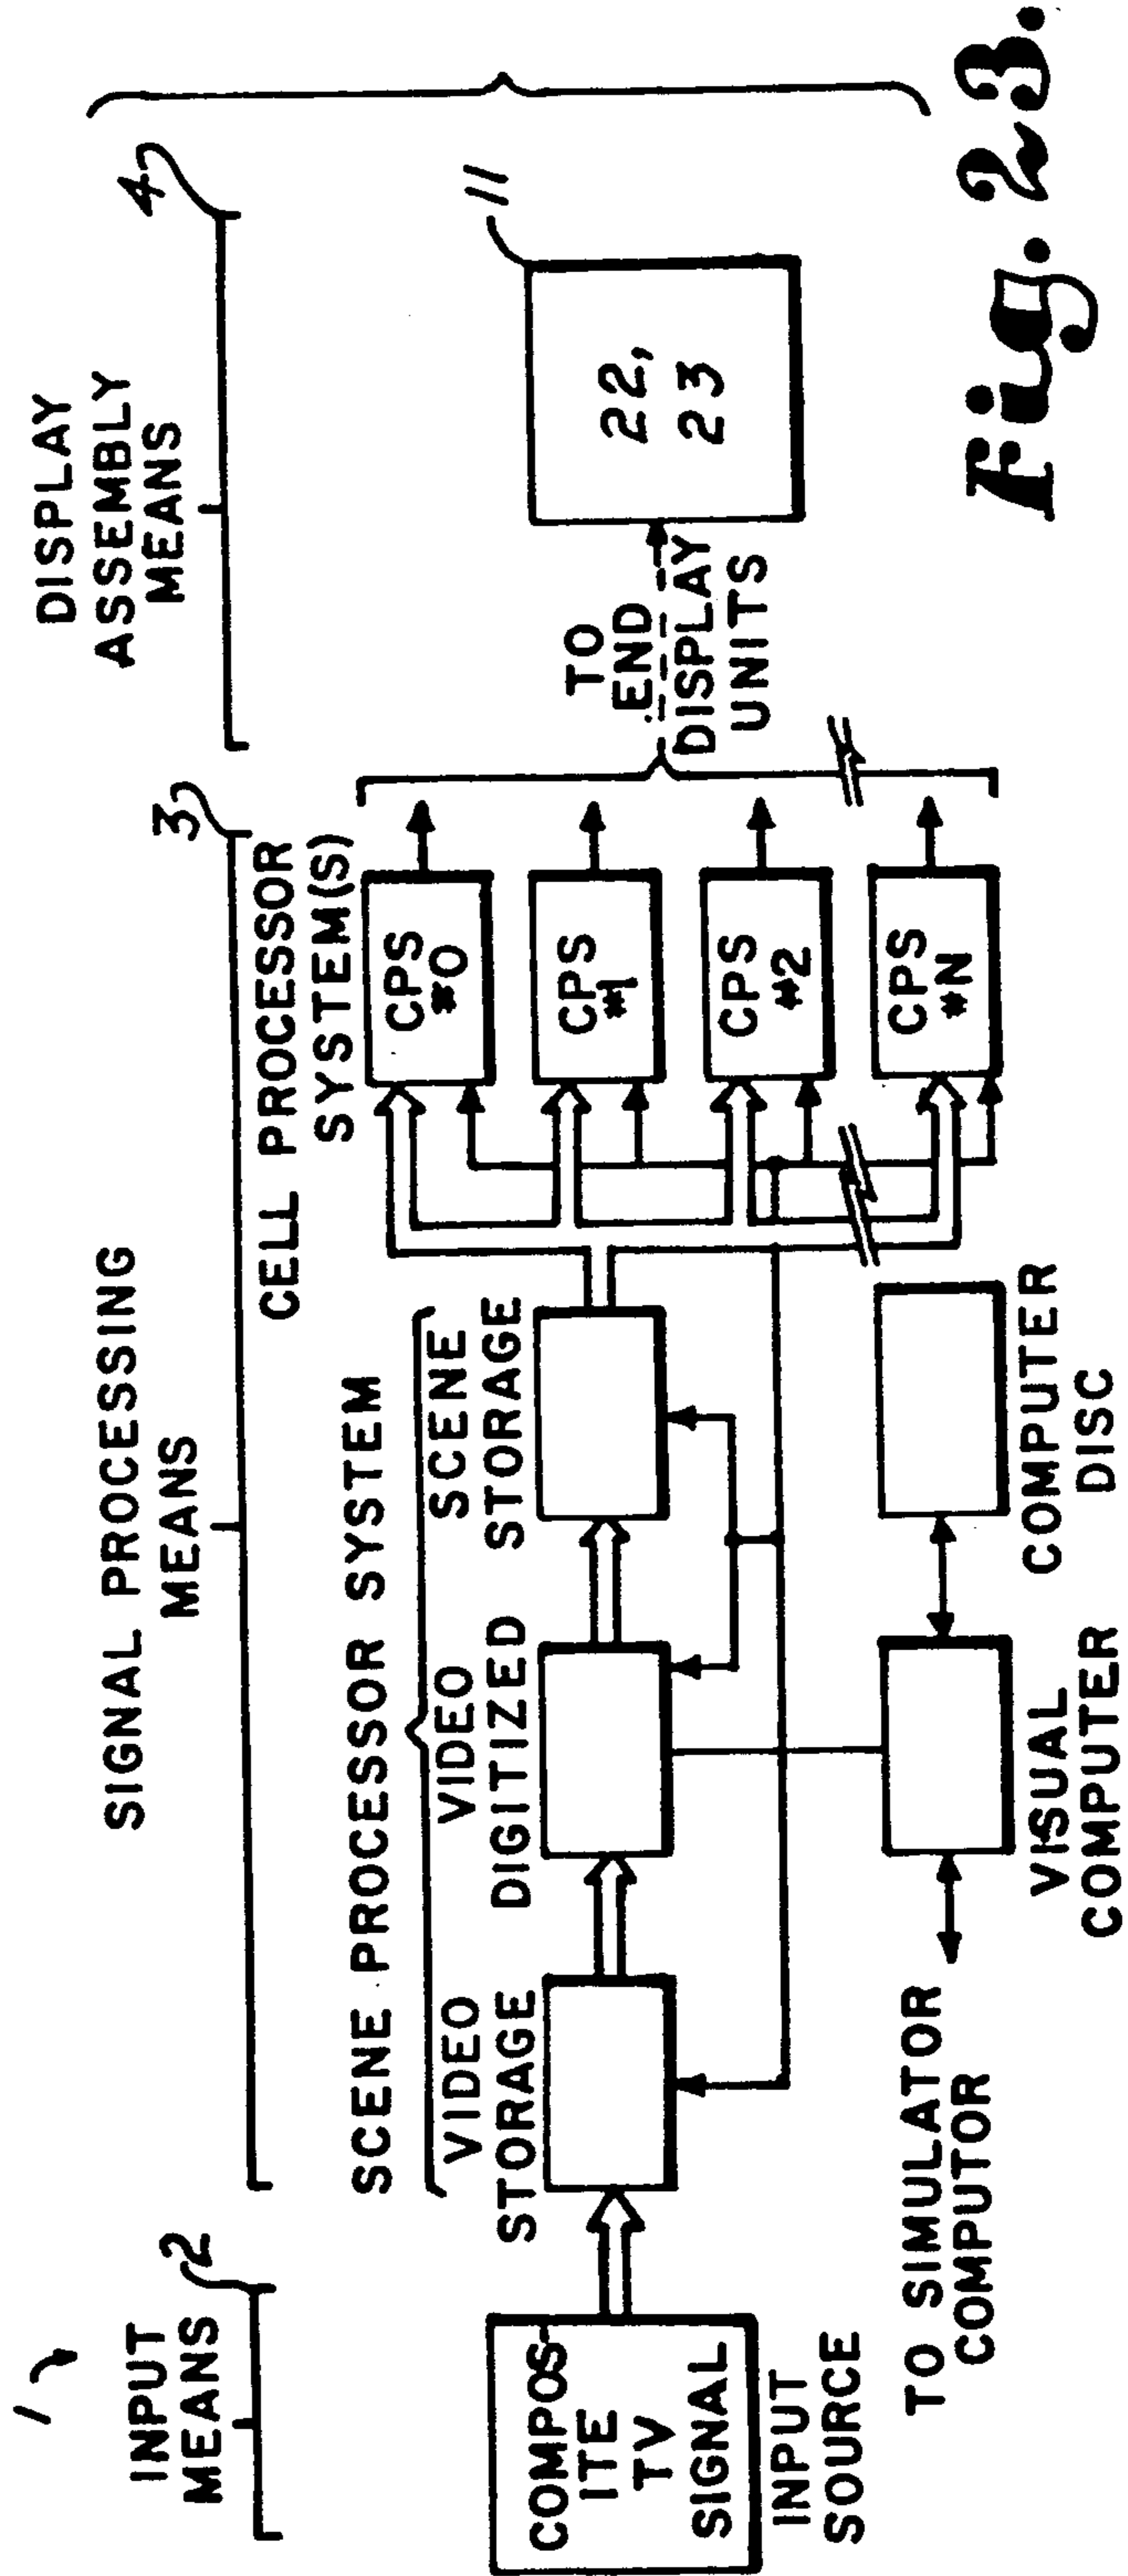 1
INPUT
MEANS
2
SIGNAL PROCESSING
MEANS
3
DISPLAY
ASSEMBLY
MEANS
4
SCENE PROCESSOR SYSTEM
CELL PROCESSOR
SYSTEM(S)
VIDEO
STORAGE
VIDEO
DIGITIZED
SCENE
STORAGE
COMPOS-
ITE
TV
SIGNAL
INPUT
SOURCE
CPS
#0
CPS
#1
CPS
#2
CPS
#N
TO
END
DISPLAY
UNITS
11
22,
23
TO SIMULATOR
COMPUTOR
VISUAL
COMPUTER
COMPUTER
DISC
Fig. 23.